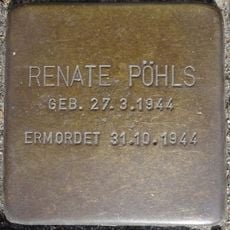 RENATE PÖHLS
GEB. 27.3.1944
ERMORDET 31.10.1944